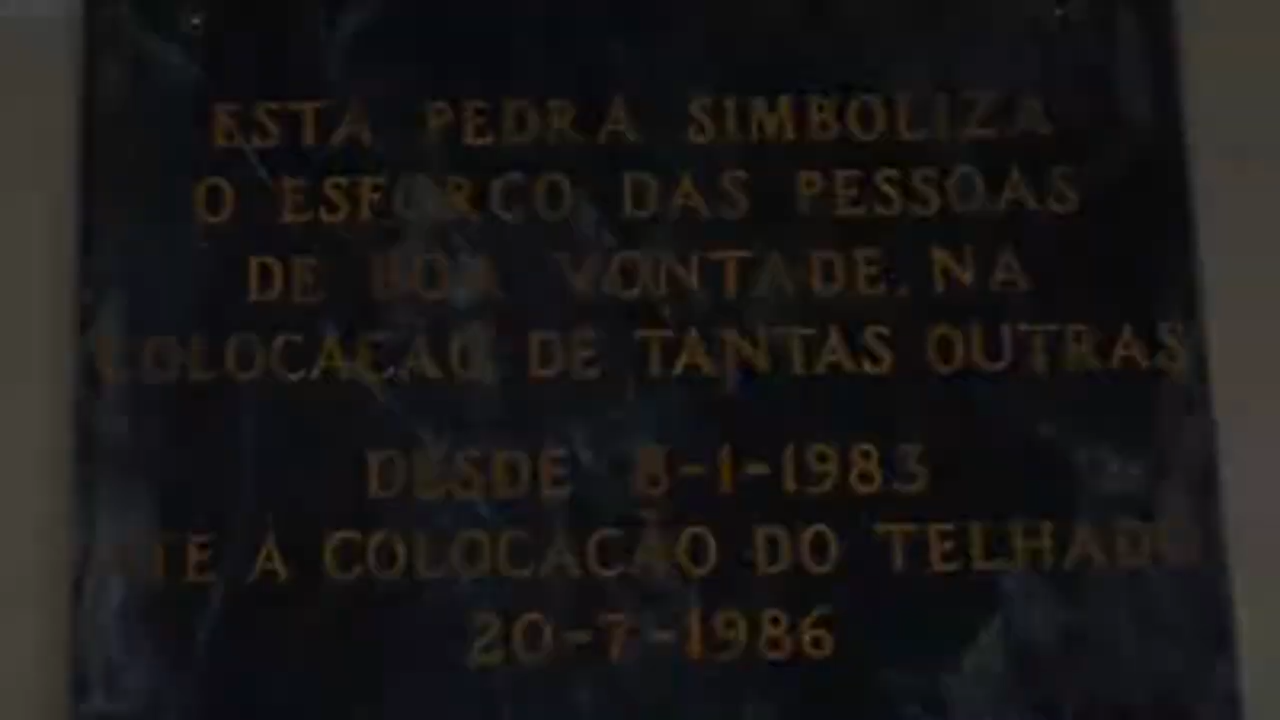 ESTA PEDRA SIMBOLIZA
O ESFORÇO DAS PESSOAS
DE BOA VONTADE, NA
COLOCAÇÃO DE TANTAS OUTRAS
DESDE 8-1-1983
ATÉ À COLOCAÇÃO DO TELHADO
20-7-1986